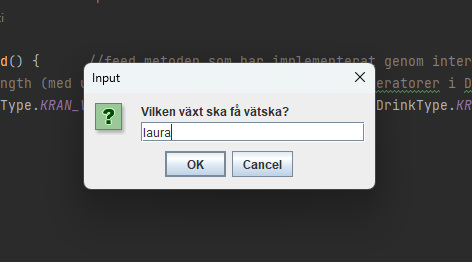 d() {      //feed metoden som har implementerat genom inter
Input
ngth (med u
eratorer i D
Type.KRAN_V
DrinkType.KR
Vilken växt ska få vätska?
laura
OK
Cancel